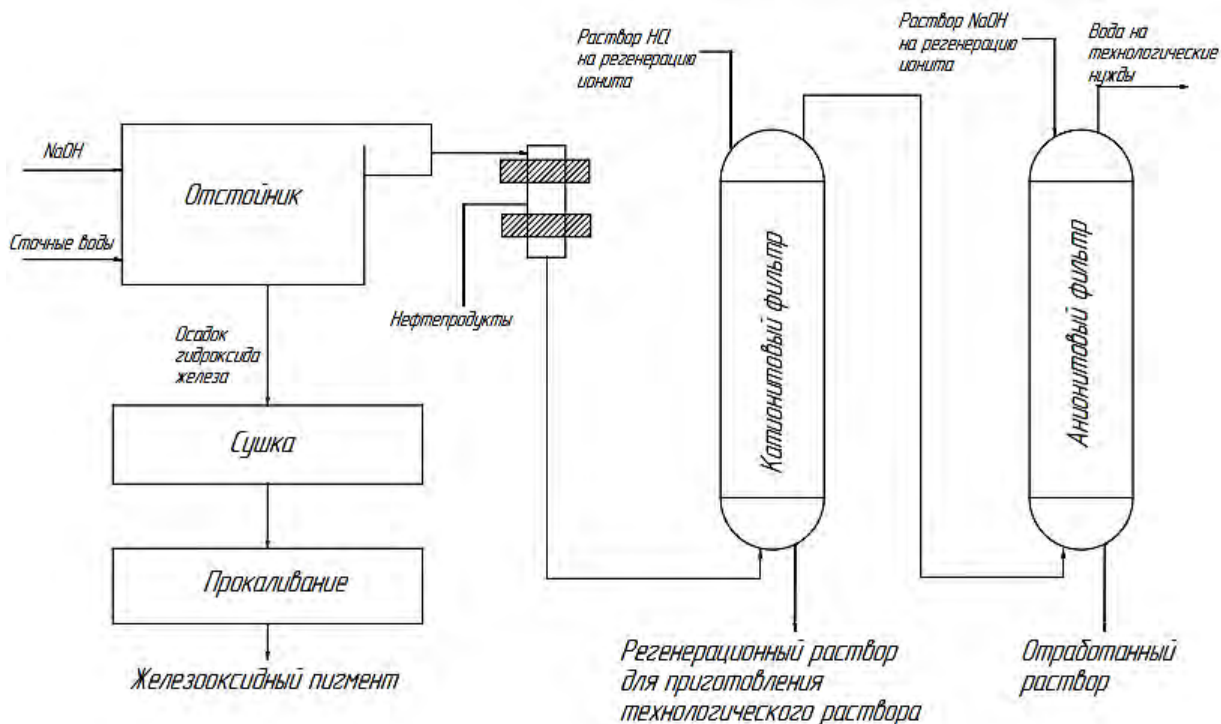 Раствор HCl
на регенерацию
ионита
Раствор NaOH
на регенерацию
ионита
Вода на
технологические
нужды
NaOH
Отстойник
Сточные воды
Нефтепродукты
Осадок
гидроксида
железа
Сушка
Прокаливание
Железооксидный пигмент
Катионитовый фильтр
Анионитовый фильтр
Регенерационный раствор
для приготовления
технологического раствора
Отработанный
раствор